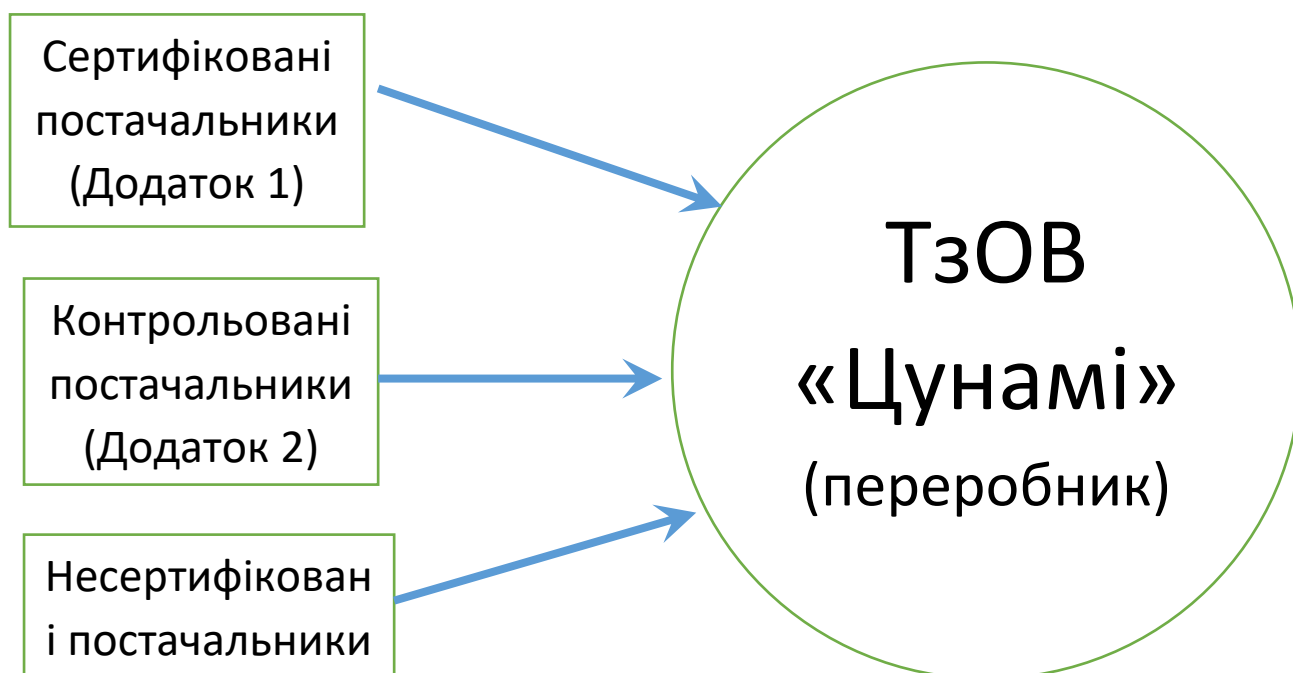 Сертифіковані
постачальники
(Додаток 1)
Контрольовані
постачальники
(Додаток 2)
Несертифікован
і постачальники
ТзОВ
«Цунамі»
(переробник)